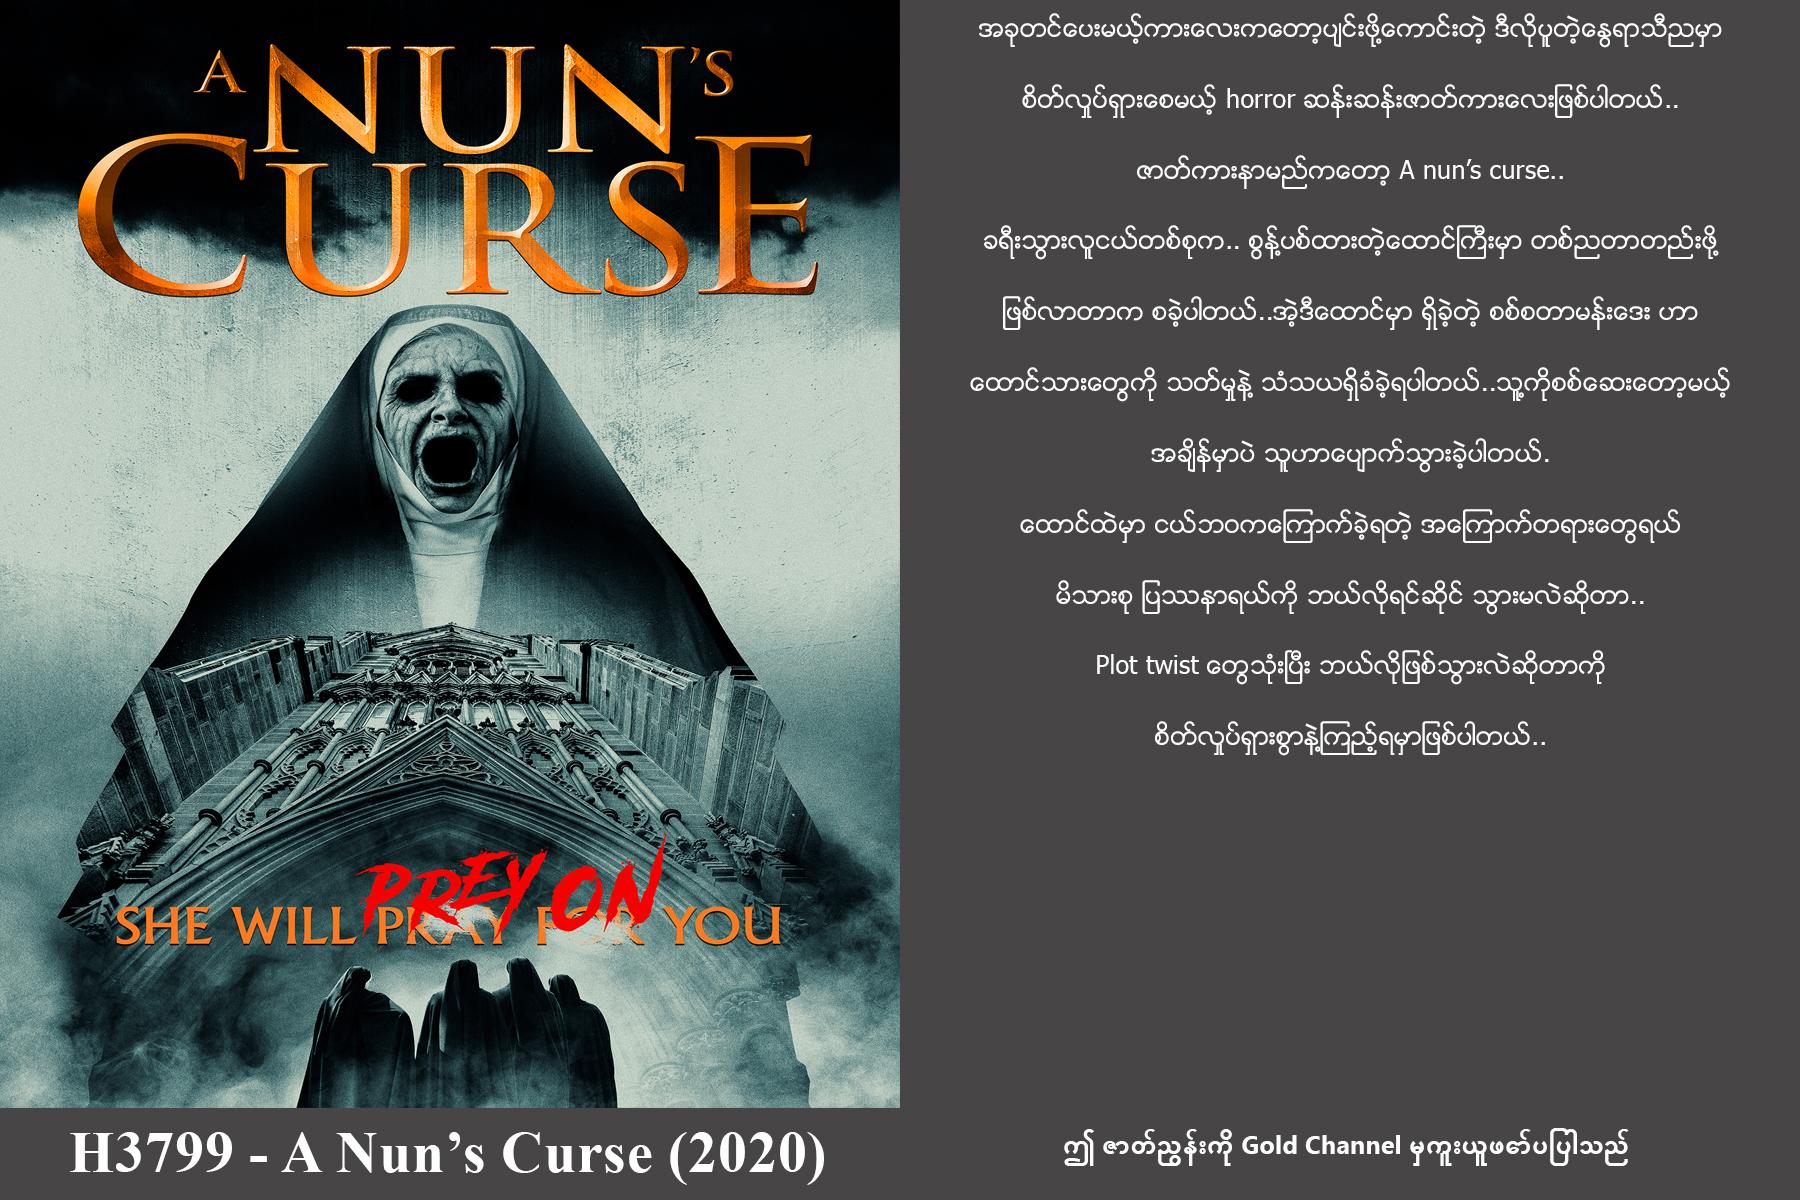 A NUN'S
CURSE
PREY ON
SHE WILL PRAY FOR YOU
H3799 - A Nun's Curse (2020)
အခုတင်ပေးမယ့်ကားလေးကတော့ပျင်းဖို့ကောင်းတဲ့ ဒီလိုပူတဲ့နွေရာသီညမှာ
စိတ်လှုပ်ရှားစေမယ့် horror ဆန်းဆန်းဇာတ်ကားလေးဖြစ်ပါတယ်..
ဇာတ်ကားနာမည်ကတော့ A nun's curse..
ခရီးသွားလူငယ်တစ်စုက.. စွန့်ပစ်ထားတဲ့ထောင်ကြီးမှာ တစ်ညတာတည်းဖို့
ဖြစ်လာတာက စခဲ့ပါတယ်..အဲ့ဒီထောင်မှာ ရှိခဲ့တဲ့ စစ်စတာမန်းဒေး ဟာ
ထောင်သားတွေကို သတ်မှုနဲ့ သံသယရှိခံခဲ့ရပါတယ်..သူ့ကိုစစ်ဆေးတော့မယ့်
အချိန်မှာပဲ သူဟာပျောက်သွားခဲ့ပါတယ်.
ထောင်ထဲမှာ ငယ်ဘဝကကြောက်ခဲ့ရတဲ့ အကြောက်တရားတွေရယ်
မိသားစု ပြဿနာရယ်ကို ဘယ်လိုရင်ဆိုင် သွားမလဲဆိုတာ..
Plot twist တွေသုံးပြီး ဘယ်လိုဖြစ်သွားလဲဆိုတာကို
စိတ်လှုပ်ရှားစွာနဲ့ကြည့်ရမှာဖြစ်ပါတယ်..
ဤ ဇာတ်ညွှန်းကို Gold Channel မှကူးယူဖော်ပပြါသည်